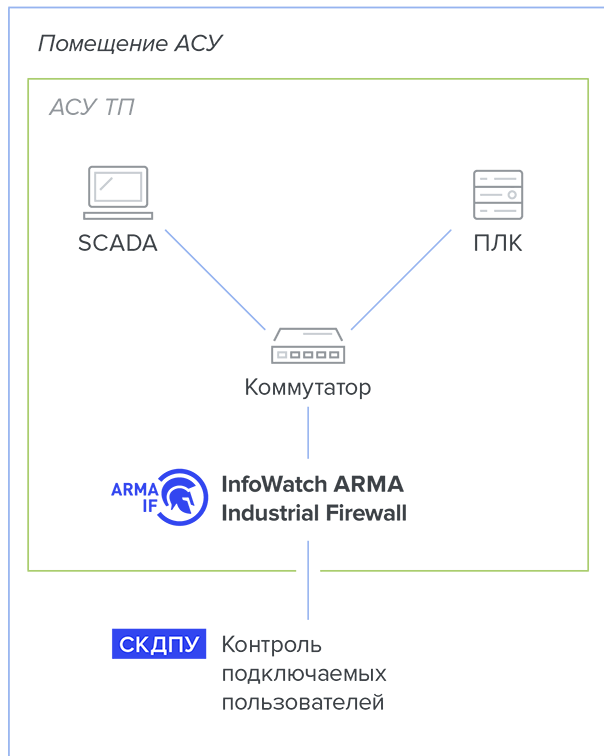 Помещение АСУ
АСУ ТП
SCADA
ПЛК
Коммутатор
ARMA
IF
InfoWatch ARMA
Industrial Firewall
СКДПУ
Контроль
подключаемых
пользователей